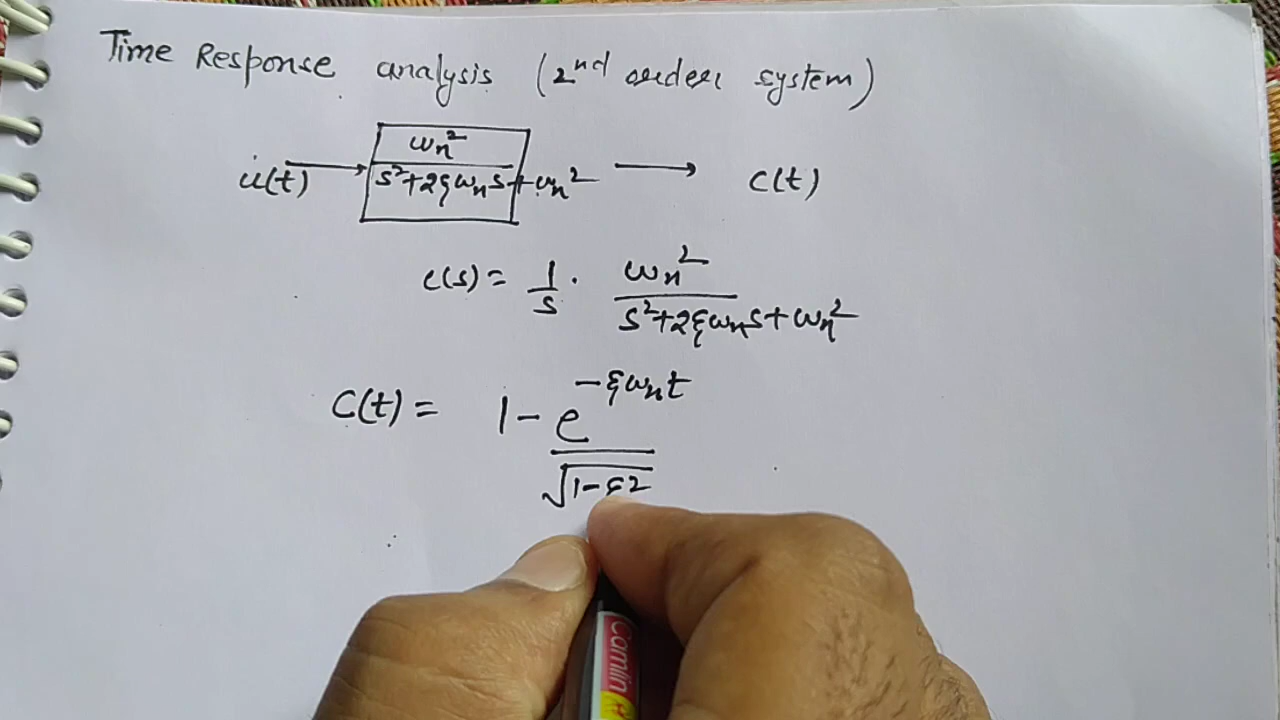 Time Response analysis (2nd order system)
u(t) → ωn² / s²+2ξωns+ωn² → C(t)
C(s) = 1/s · ωn² / s²+2ξωns+ωn²
C(t) = 1 - e^-ξωnt / √1-ξ2
Camlin